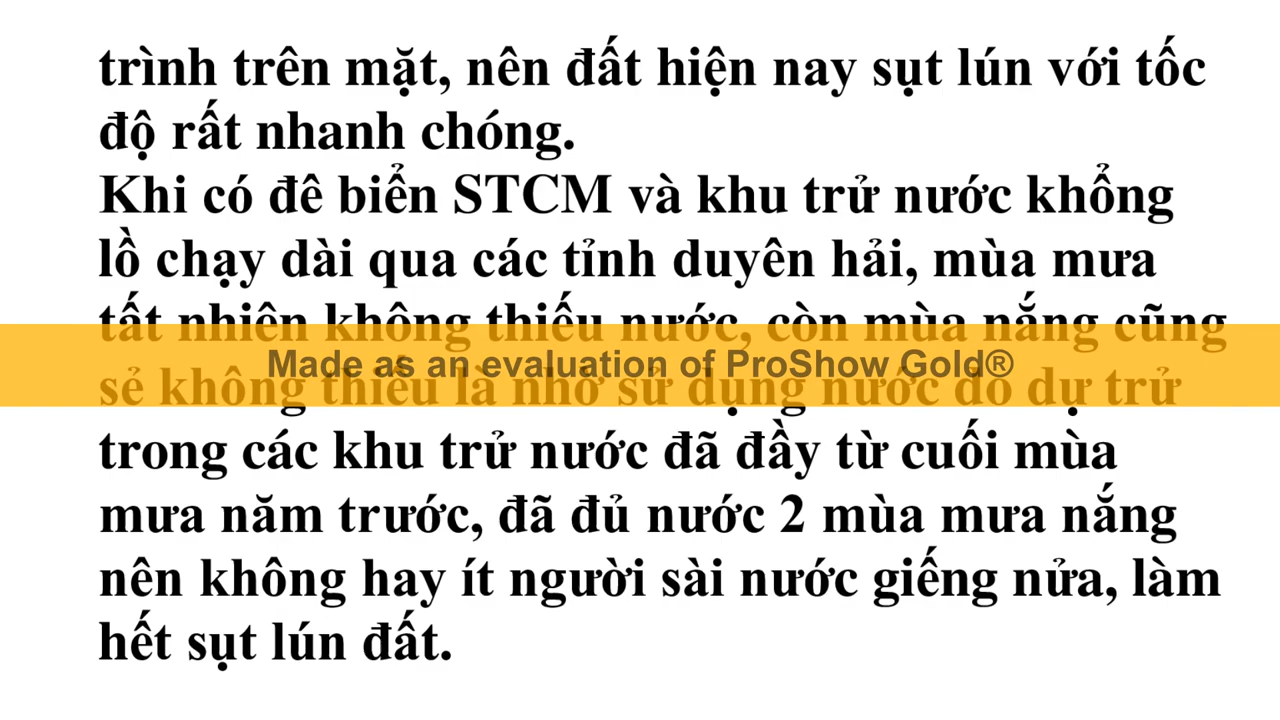 trình trên mặt, nên đất hiện nay sụt lún với tốc
độ rất nhanh chóng.
Khi có đê biển STCM và khu trử nước khổng
lồ chạy dài qua các tỉnh duyên hải, mùa mưa
tất nhiên không thiếu nước, còn mùa nắng cũng
Made as an evaluation of ProShow Gold®
sẻ không thiếu là nhờ sử dụng nước đó dự trử
trong các khu trử nước đã đầy từ cuối mùa
mưa năm trước, đã đủ nước 2 mùa mưa nắng
nên không hay ít người sài nước giếng nửa, làm
hết sụt lún đất.